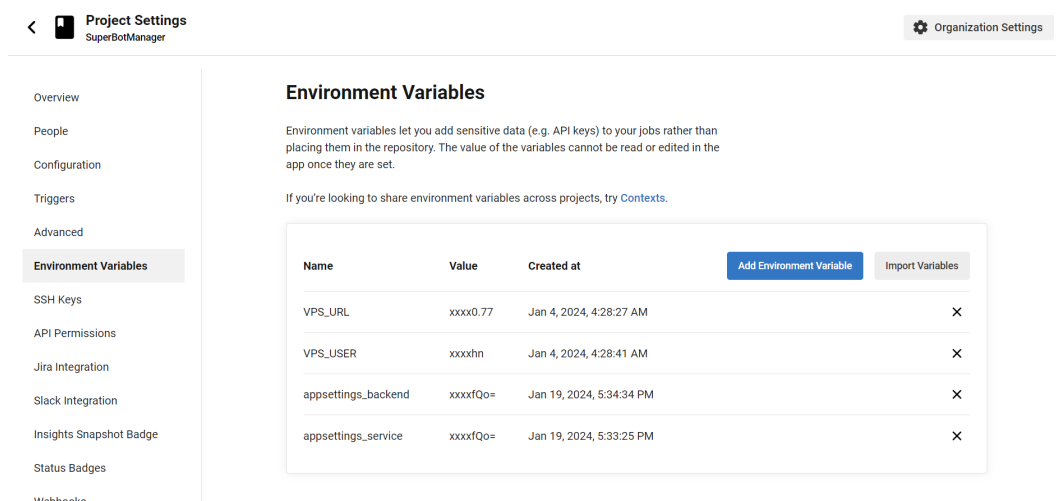 Project Settings
SuperBotManager
Organization Settings
Overview
People
Configuration
Triggers
Advanced
Environment Variables
SSH Keys
API Permissions
Jira Integration
Slack Integration
Insights Snapshot Badge
Status Badges
Webhooks
Environment Variables
Environment variables let you add sensitive data (e.g. API keys) to your jobs rather than
placing them in the repository. The value of the variables cannot be read or edited in the
app once they are set.
If you're looking to share environment variables across projects, try Contexts.
Name Value Created at Add Environment Variable Import Variables
VPS_URL xxxx0.77 Jan 4, 2024, 4:28:27 AM
VPS_USER xxxxhn Jan 4, 2024, 4:28:41 AM
appsettings_backend xxxxfQo= Jan 19, 2024, 5:34:34 PM
appsettings_service xxxxfQo= Jan 19, 2024, 5:33:25 PM